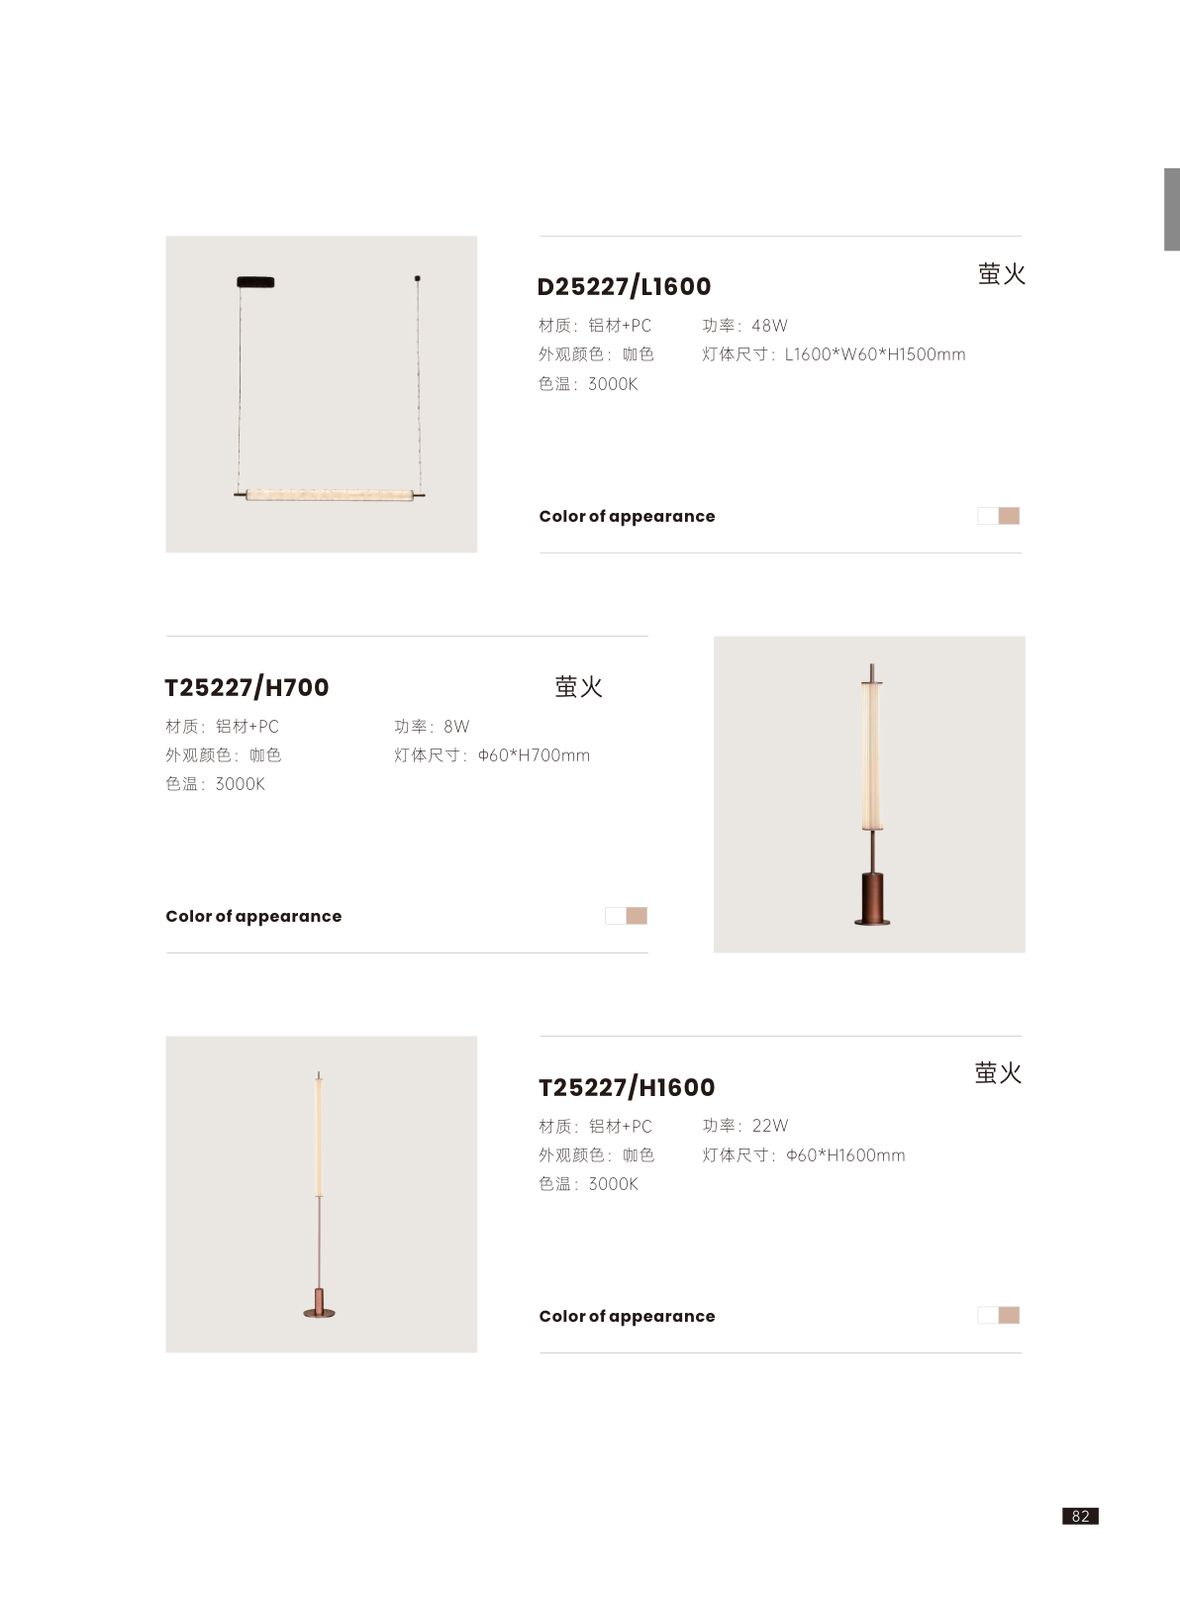 萤火
D25227/L1600
材质：铝材+PC 功率：48W
外观颜色：咖色 灯体尺寸：L1600*W60*H1500mm
色温：3000K
Color of appearance
T25227/H700 萤火
材质：铝材+PC 功率：8W
外观颜色：咖色 灯体尺寸：Φ60*H700mm
色温：3000K
Color of appearance
萤火
T25227/H1600
材质：铝材+PC 功率：22W
外观颜色：咖色 灯体尺寸：Φ60*H1600mm
色温：3000K
Color of appearance
82